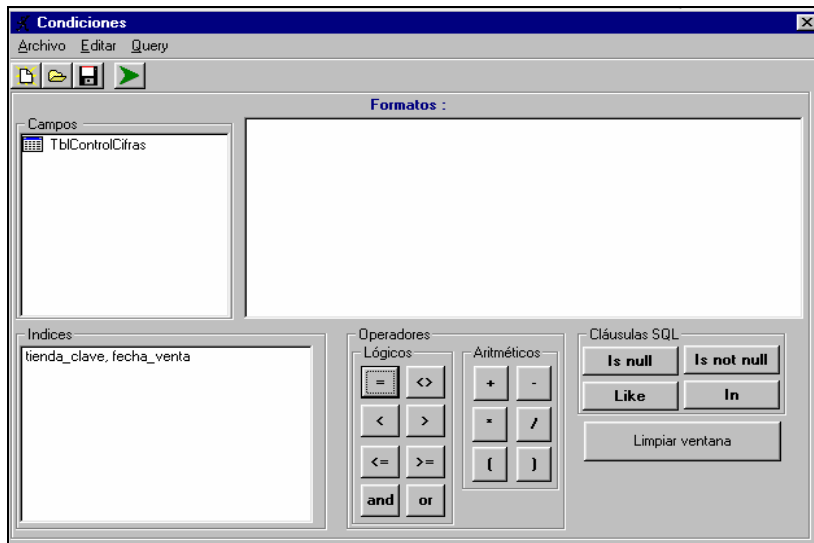 Condiciones
Archivo Editar Query
Formatos :
Campos
TblControlCifras
Indices
tienda_clave, fecha_venta
Operadores
Lógicos
= <>
< >
<= >=
and or
Aritméticos
+ -
* /
( )
Cláusulas SQL
Is null Is not null
Like In
Limpiar ventana